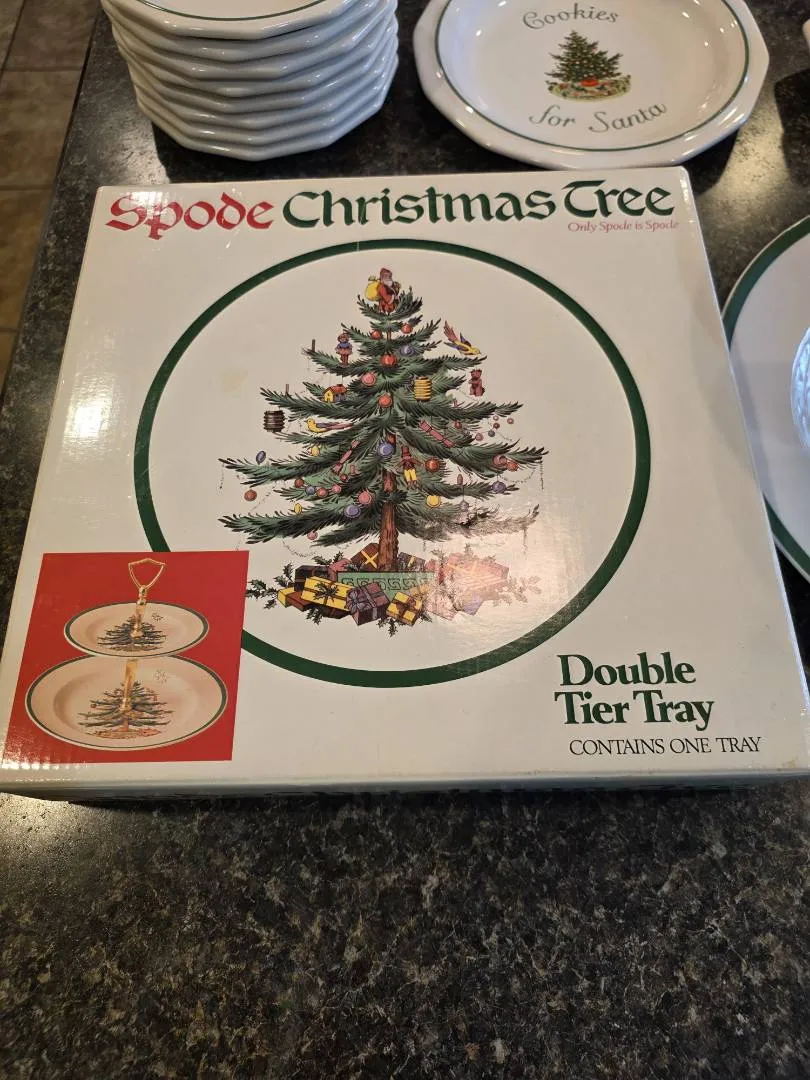 Cookies
for Santa
Spode Christmas Tree
Only Spode is Spode
Double
Tier Tray
CONTAINS ONE TRAY